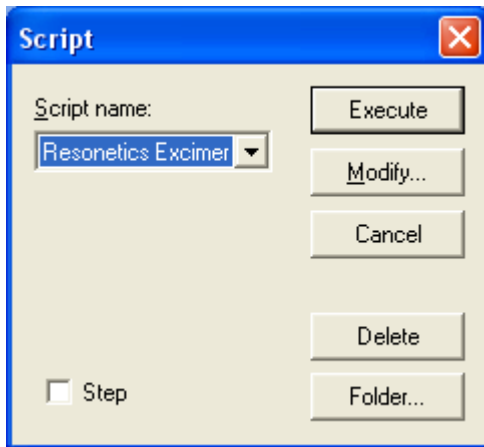 Script
Script name:
Resonetics Excimer
Execute
Modify...
Cancel
Delete
Step
Folder...